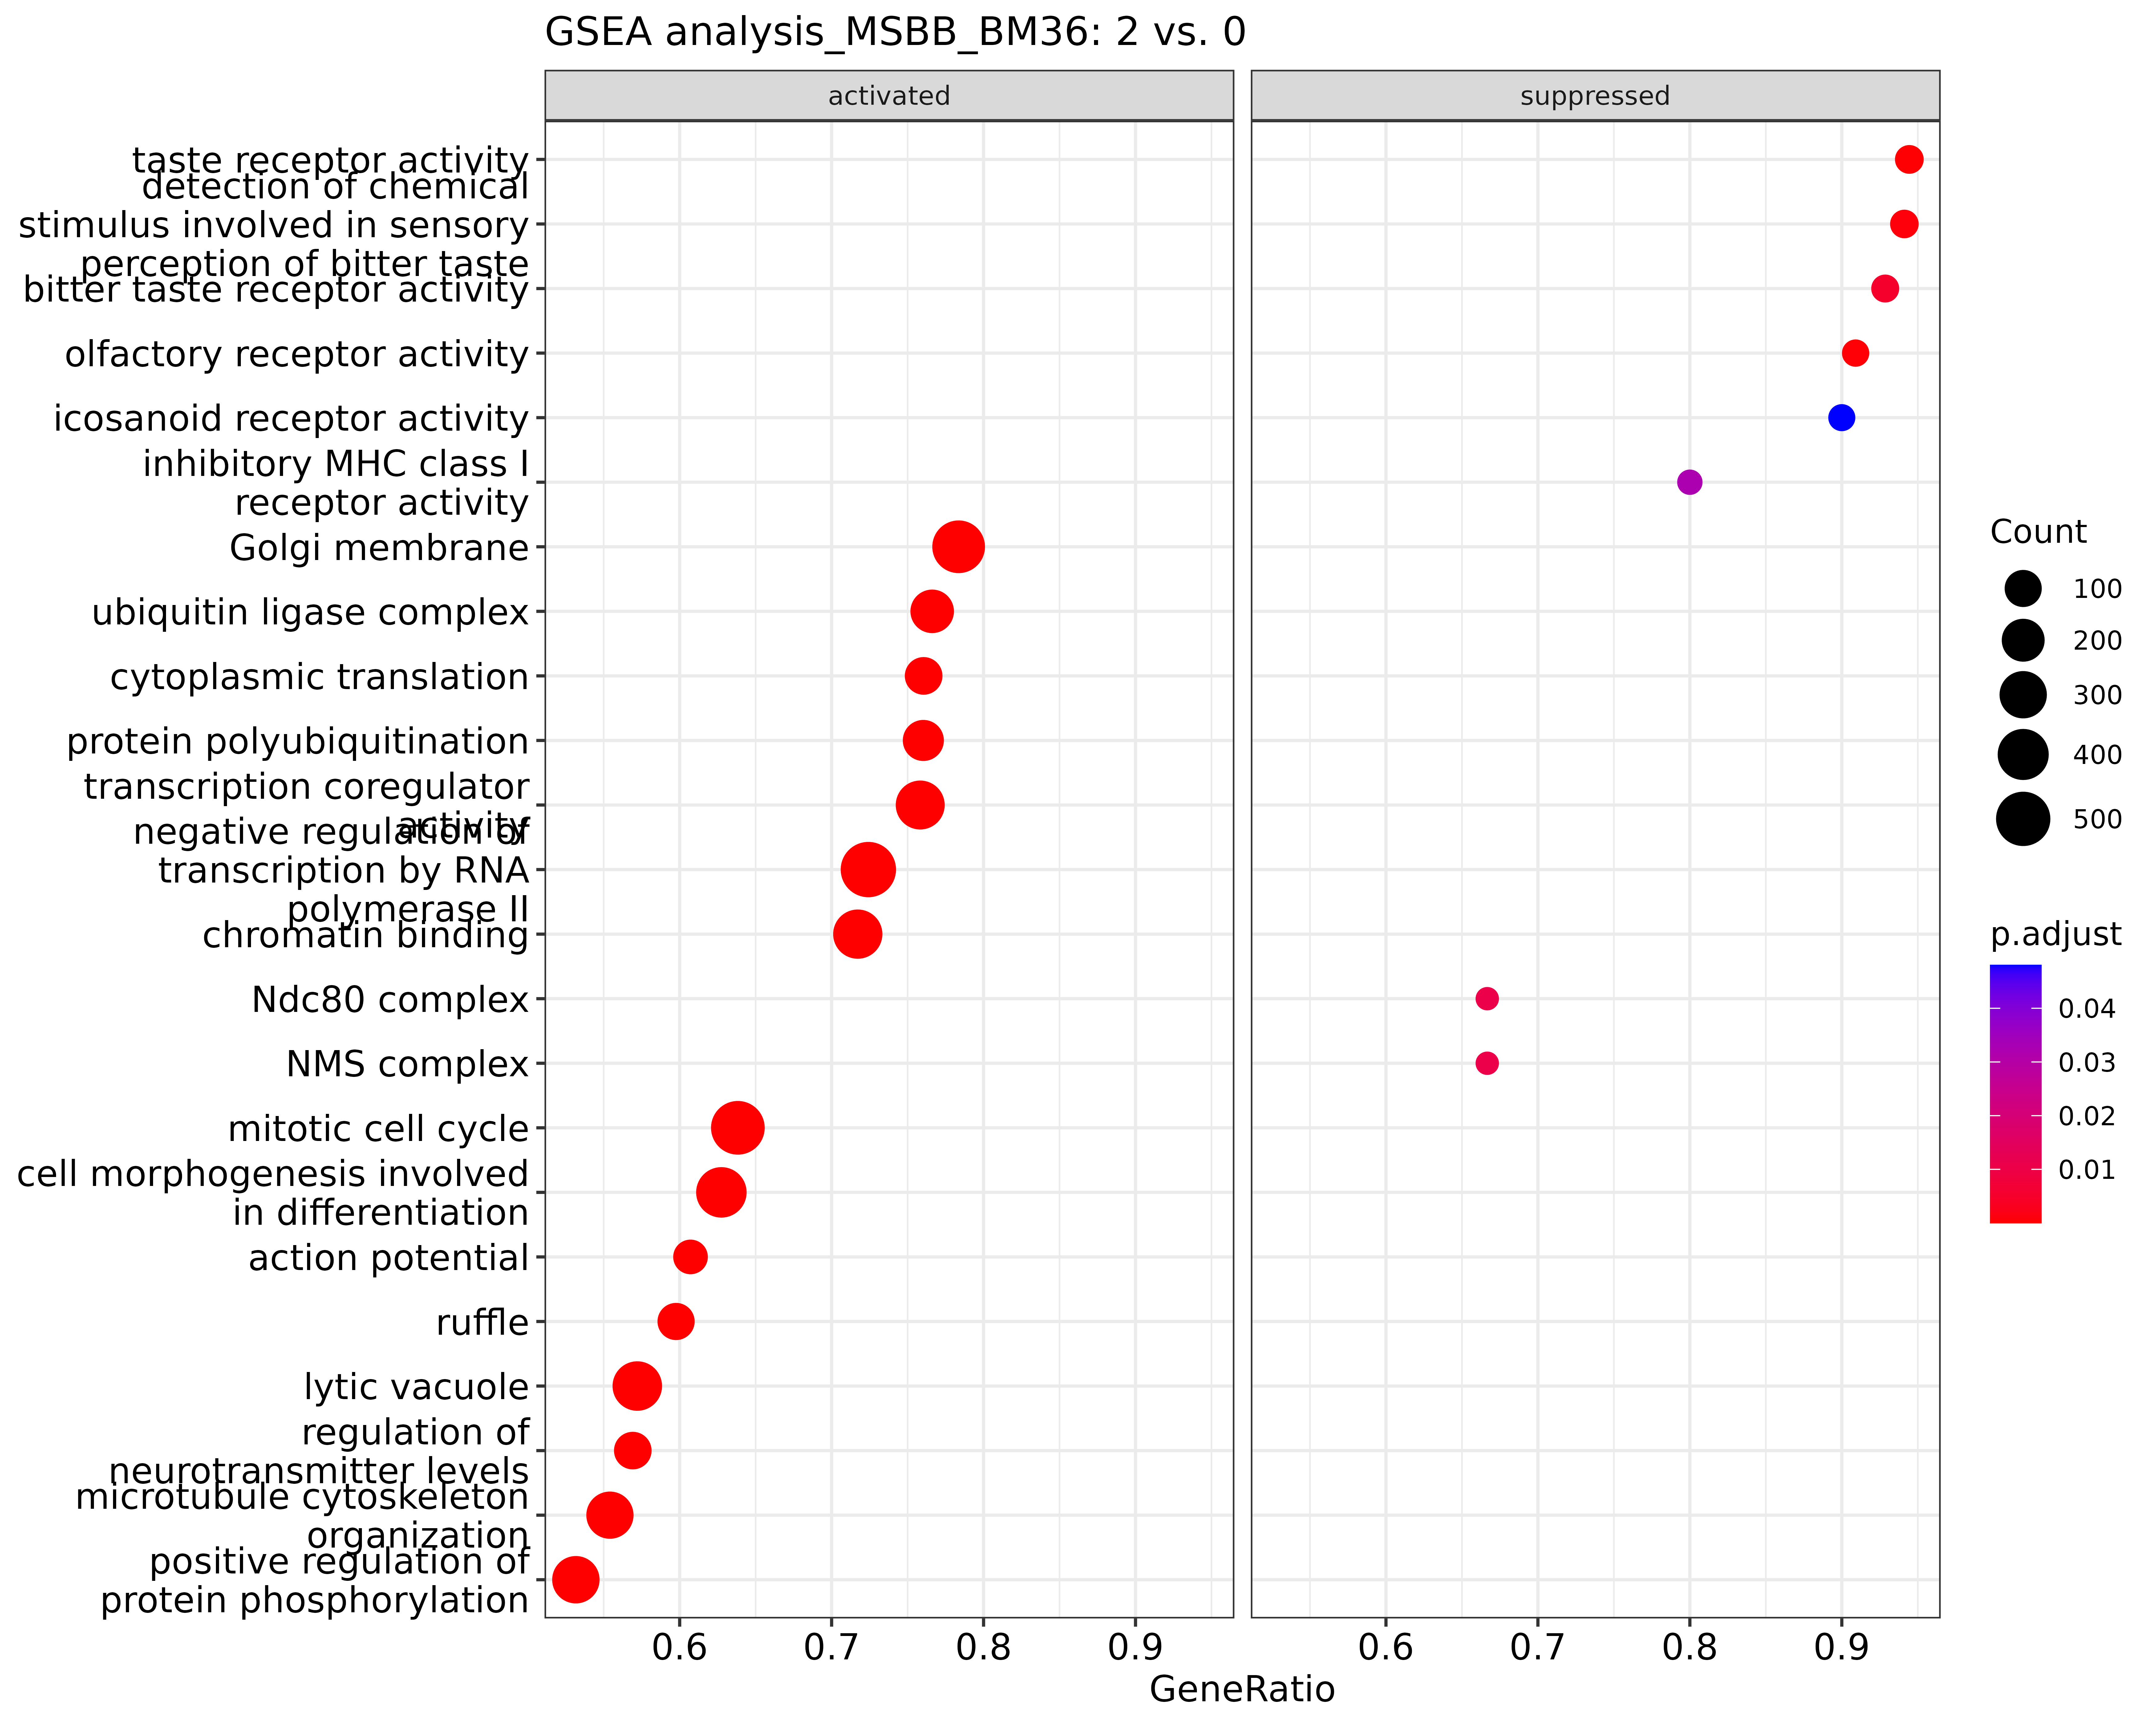 GSEA analysis_MSBB_BM36: 2 vs. 0
activated
suppressed
taste receptor activity
detection of chemical
stimulus involved in sensory
perception of bitter taste
bitter taste receptor activity
olfactory receptor activity
icosanoid receptor activity
inhibitory MHC class I
receptor activity
Golgi membrane
ubiquitin ligase complex
cytoplasmic translation
protein polyubiquitination
transcription coregulator
activity
negative regulation of
transcription by RNA
polymerase II
chromatin binding
Ndc80 complex
NMS complex
mitotic cell cycle
cell morphogenesis involved
in differentiation
action potential
ruffle
lytic vacuole
regulation of
neurotransmitter levels
microtubule cytoskeleton
organization
positive regulation of
protein phosphorylation
0.6 0.7 0.8 0.9
0.6 0.7 0.8 0.9
GeneRatio
Count
100
200
300
400
500
p.adjust
0.04
0.03
0.02
0.01